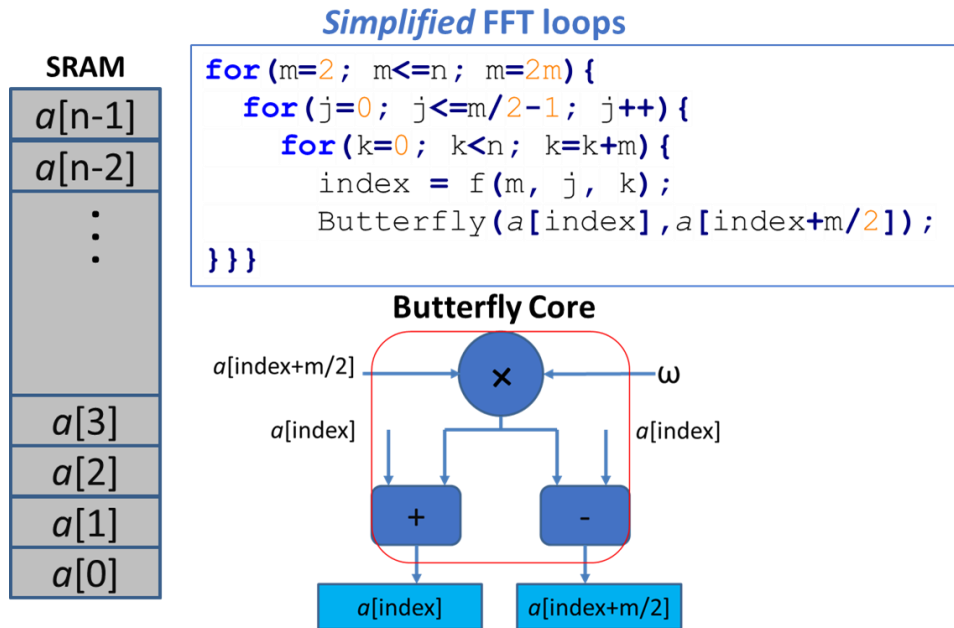 Simplified FFT loops
SRAM
a[n-1]
a[n-2]
⋮
a[3]
a[2]
a[1]
a[0]
for(m=2; m<=n; m=2m){
for(j=0; j<=m/2-1; j++){
for(k=0; k<n; k=k+m){
index = f(m, j, k);
Butterfly(a[index],a[index+m/2]);
}}}
Butterfly Core
a[index+m/2]
×
ω
a[index]
a[index]
+
-
a[index]
a[index+m/2]